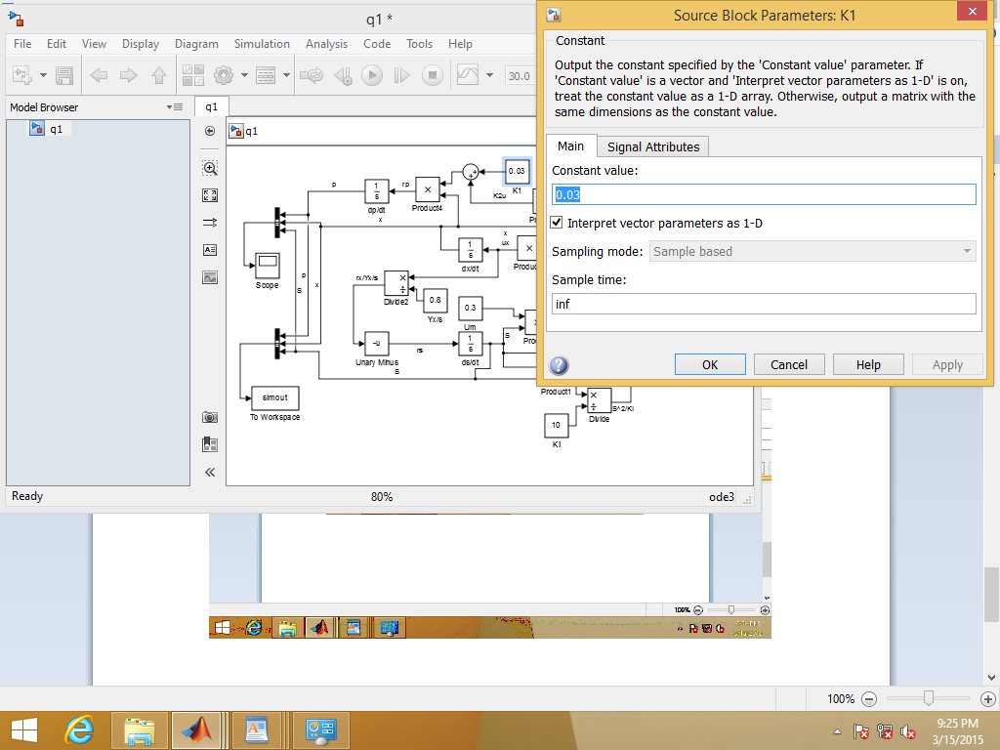 q1 *
File Edit View Display Diagram Simulation Analysis Code Tools Help
30.0
Model Browser
q1
q1
q1
0.03
K1
K2u
p
rp
1
s
dp/dt
x
×
Product4
x
ux
1
s
dx/dt
×
Scope
p
S
x
rx/Yx/s
×
÷
Divide2
0.8
Yx/s
0.3
Um
S
-u
Unary Minus
S
rs
1
s
ds/dt
simout
To Workspace
Product1
×
÷
Divide
S^2/KI
10
KI
Ready
80%
ode3
Source Block Parameters: K1
Constant
Output the constant specified by the 'Constant value' parameter. If
'Constant value' is a vector and 'Interpret vector parameters as 1-D' is on,
treat the constant value as a 1-D array. Otherwise, output a matrix with the
same dimensions as the constant value.
Main Signal Attributes
Constant value:
0.03
Interpret vector parameters as 1-D
Sampling mode: Sample based
Sample time:
inf
OK Cancel Help Apply
100%
100%
9:25 PM
3/15/2015